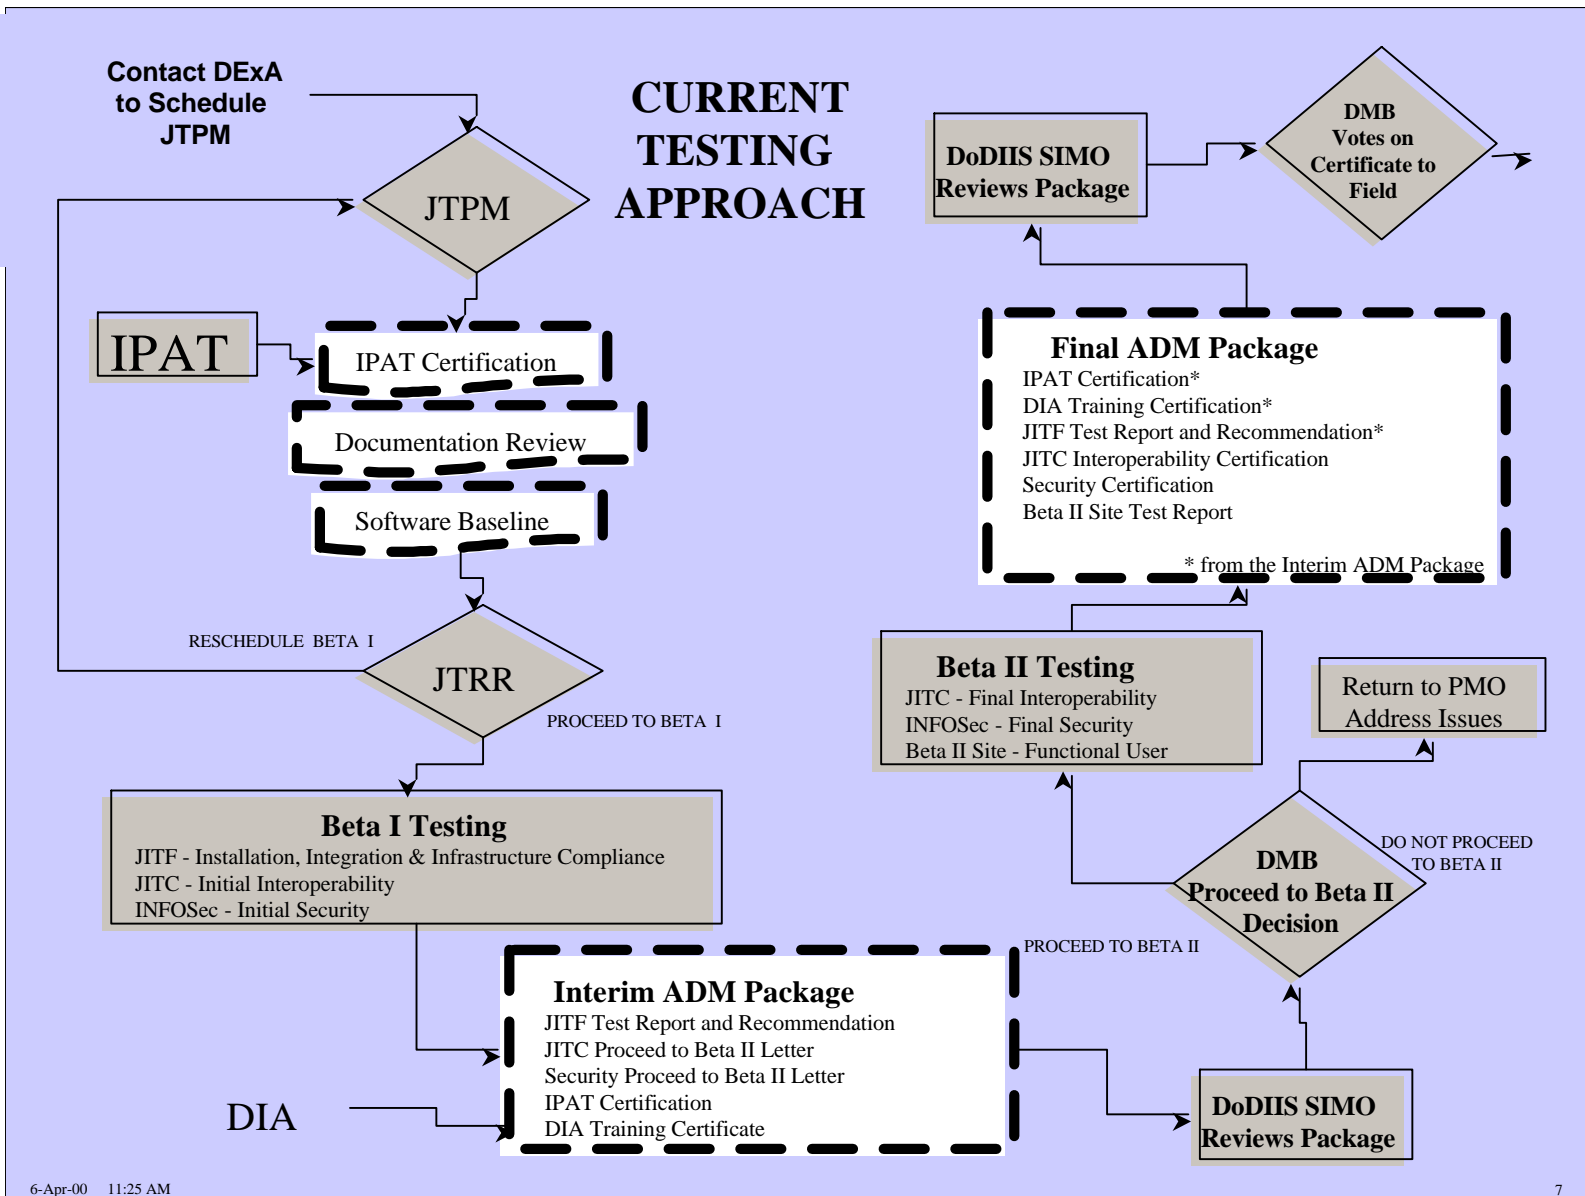 Contact DExA
to Schedule
JTPM
CURRENT
TESTING
APPROACH
JTPM
IPAT
IPAT Certification
Documentation Review
Software Baseline
RESCHEDULE BETA I
JTRR
PROCEED TO BETA I
Beta I Testing
JITF - Installation, Integration & Infrastructure Compliance
JITC - Initial Interoperability
INFOSec - Initial Security
Interim ADM Package
JITF Test Report and Recommendation
JITC Proceed to Beta II Letter
Security Proceed to Beta II Letter
IPAT Certification
DIA Training Certificate
DIA
DoDIIS SIMO
Reviews Package
DMB
Proceed to Beta II
Decision
PROCEED TO BETA II
DO NOT PROCEED
TO BETA II
Return to PMO
Address Issues
Beta II Testing
JITC - Final Interoperability
INFOSec - Final Security
Beta II Site - Functional User
Final ADM Package
IPAT Certification*
DIA Training Certification*
JITF Test Report and Recommendation*
JITC Interoperability Certification
Security Certification
Beta II Site Test Report
* from the Interim ADM Package
DoDIIS SIMO
Reviews Package
DMB
Votes on
Certificate to
Field
6-Apr-00 11:25 AM
7